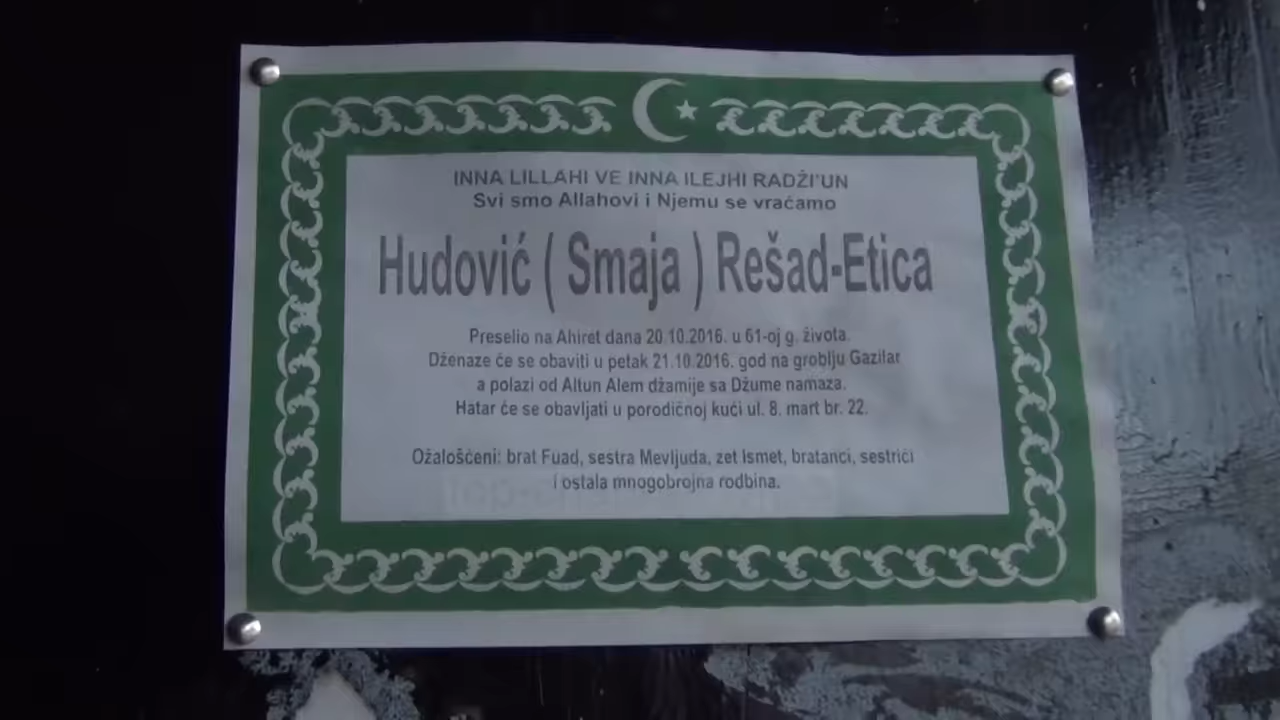 INNA LILLAHI VE INNA ILEJHI RADŽI'UN
Svi smo Allahovi i Njemu se vraćamo
Hudović ( Smaja ) Rešad-Etica
Preselio na Ahiret dana 20.10.2016. u 61-oj g. života.
Dženaze će se obaviti u petak 21.10.2016. god na groblju Gazilar
a polazi od Altun Alem džamije sa Džume namaza.
Hatar će se obavljati u porodičnoj kući ul. 8. mart br. 22.
Ožalošćeni: brat Fuad, sestra Mevljuda, zet Ismet, bratanci, sestrići
i ostala mnogobrojna rodbina.